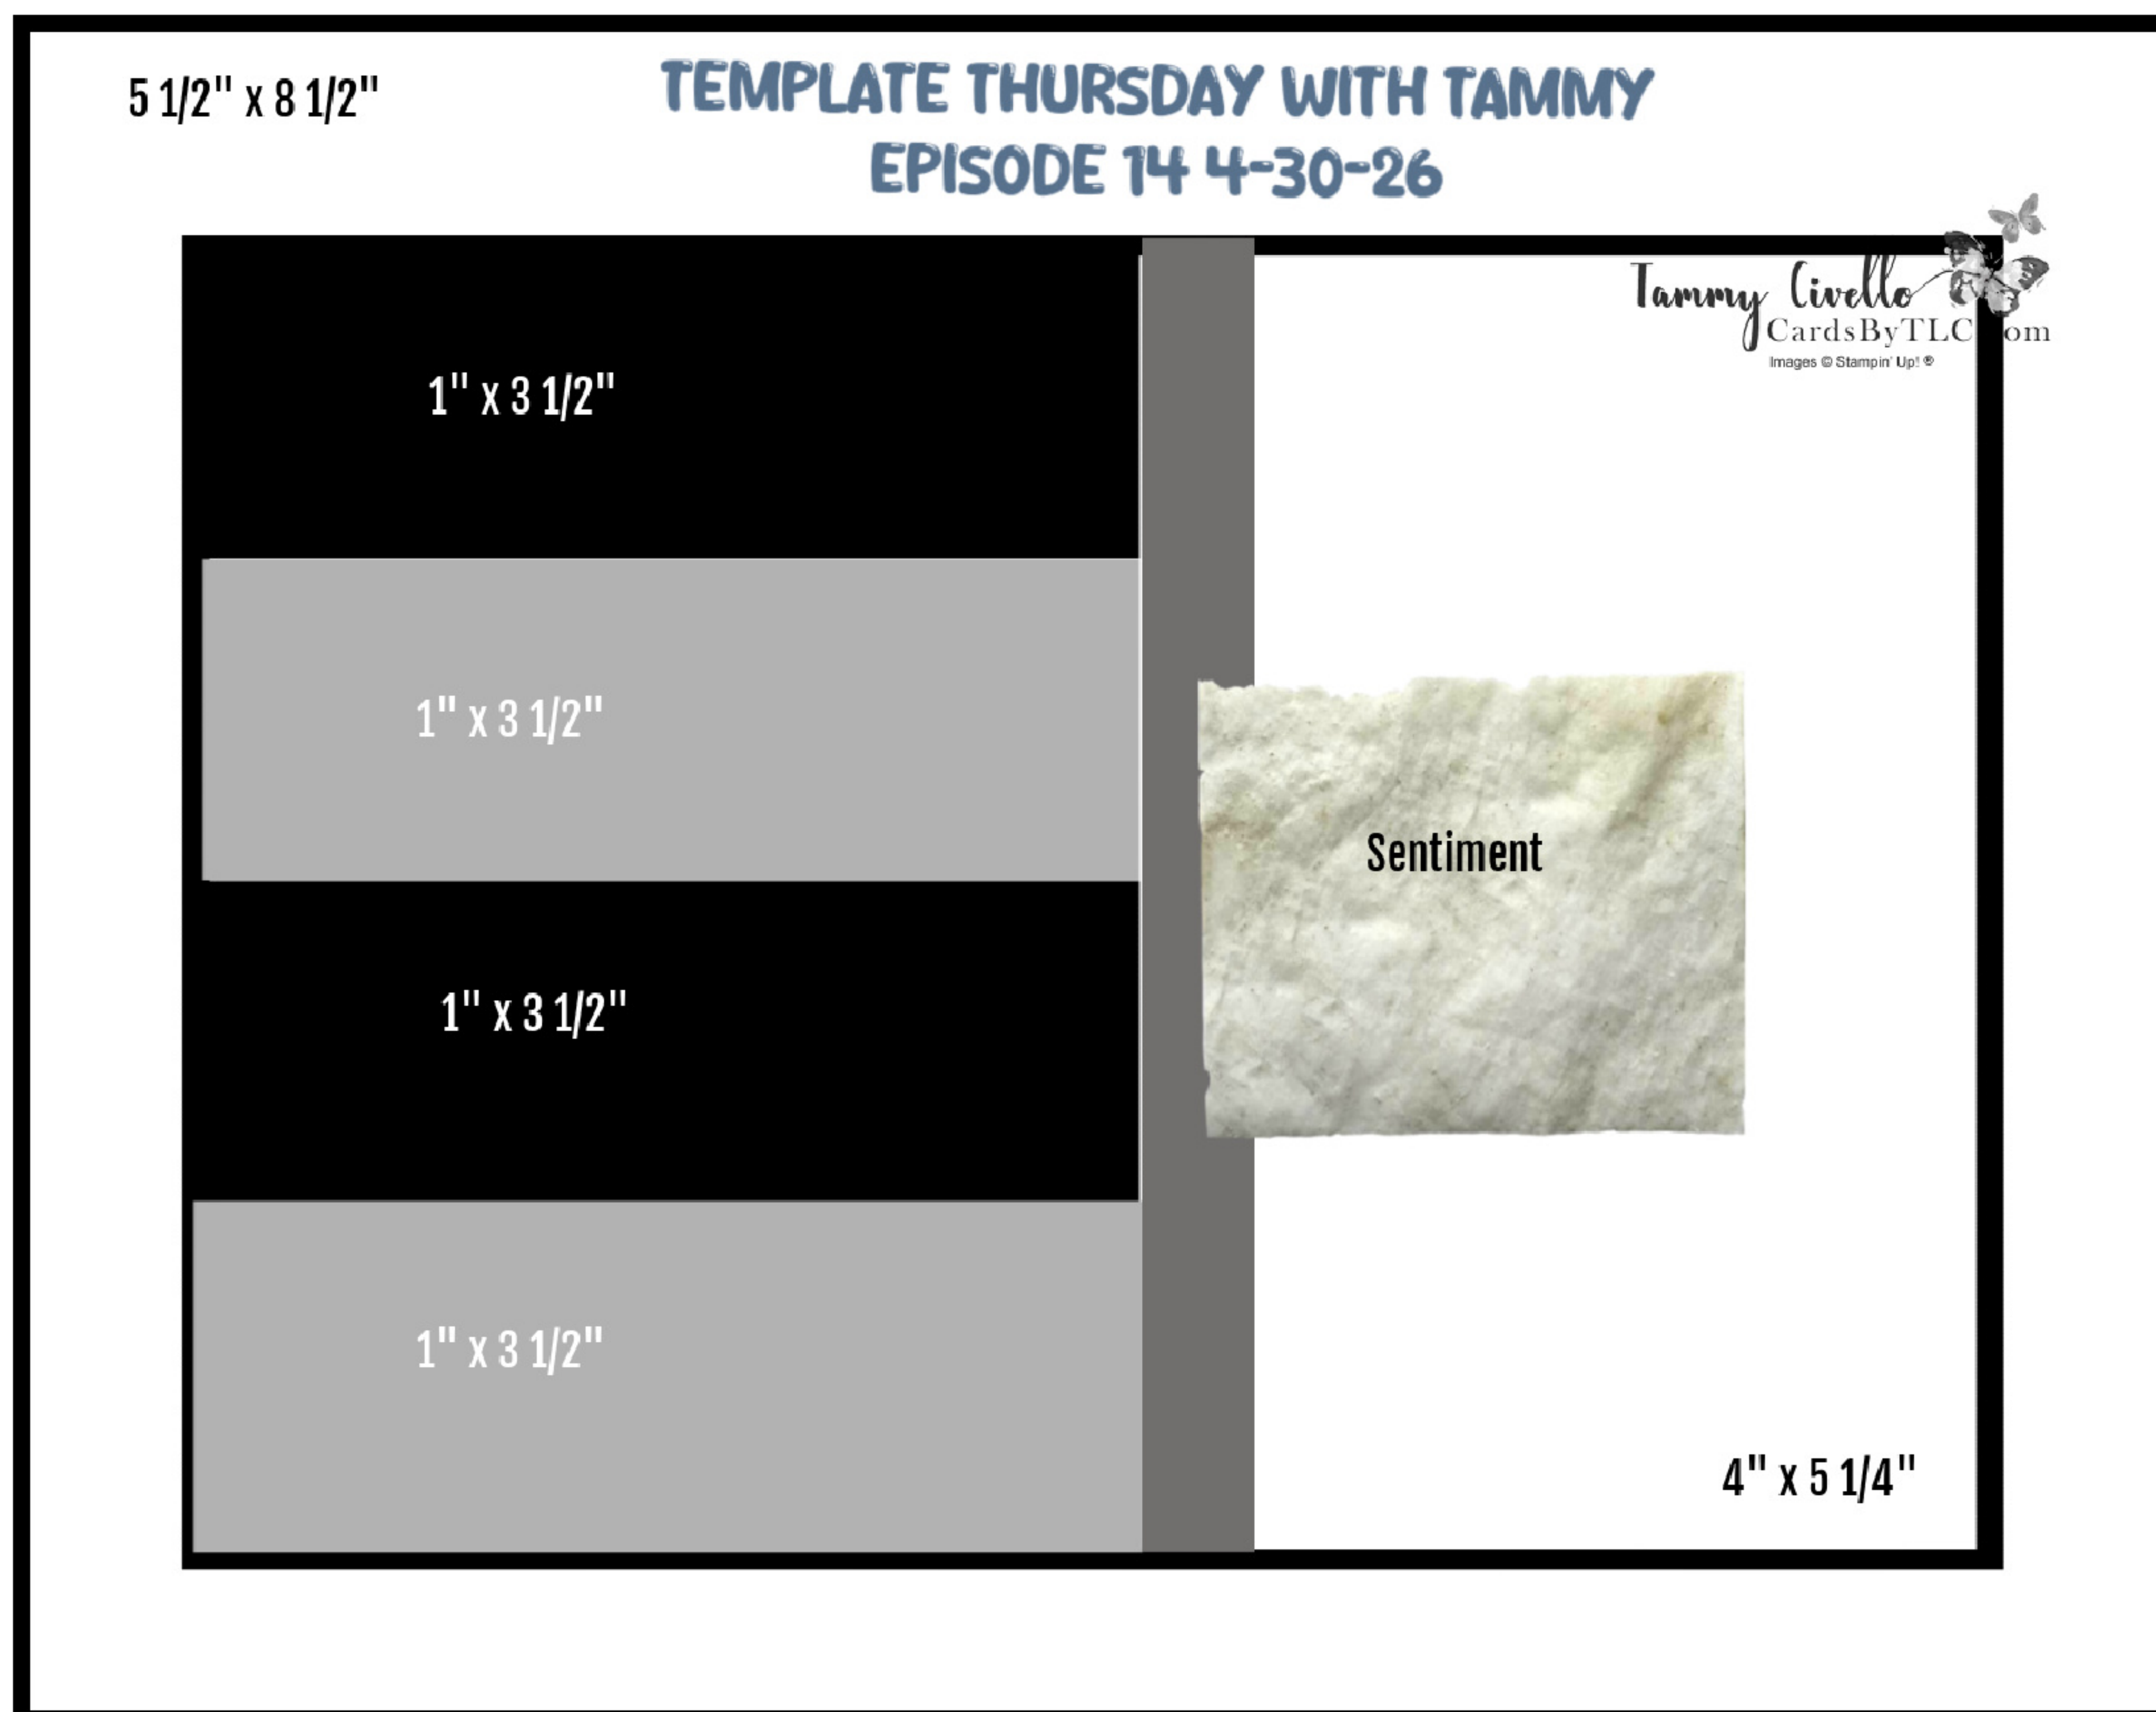 5 1/2" x 8 1/2"
TEMPLATE THURSDAY WITH TAMMY
EPISODE 14 4-30-26
Tammy Civello
CardsByTLC om
Images © Stampin' Up! ®
1" x 3 1/2"
1" x 3 1/2"
Sentiment
1" x 3 1/2"
1" x 3 1/2"
4" x 5 1/4"